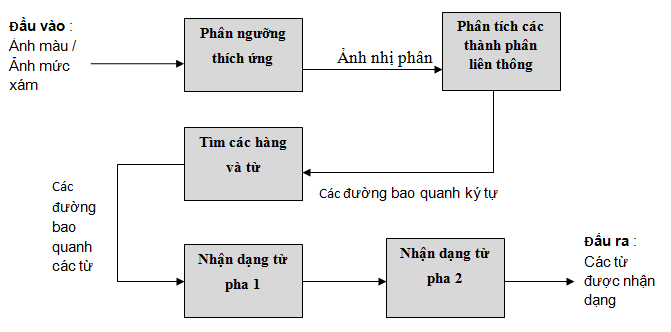 Đầu vào :
Ảnh màu /
Ảnh mức
xám
Phân ngưỡng
thích ứng
Ảnh nhị phân
Phân tích các
thành phần
liên thông
Tìm các hàng
và từ
Các đường bao quanh ký tự
Các
đường
bao
quanh
các từ
Nhận dạng từ
pha 1
Nhận dạng từ
pha 2
Đầu ra :
Các từ
được nhận
dạng